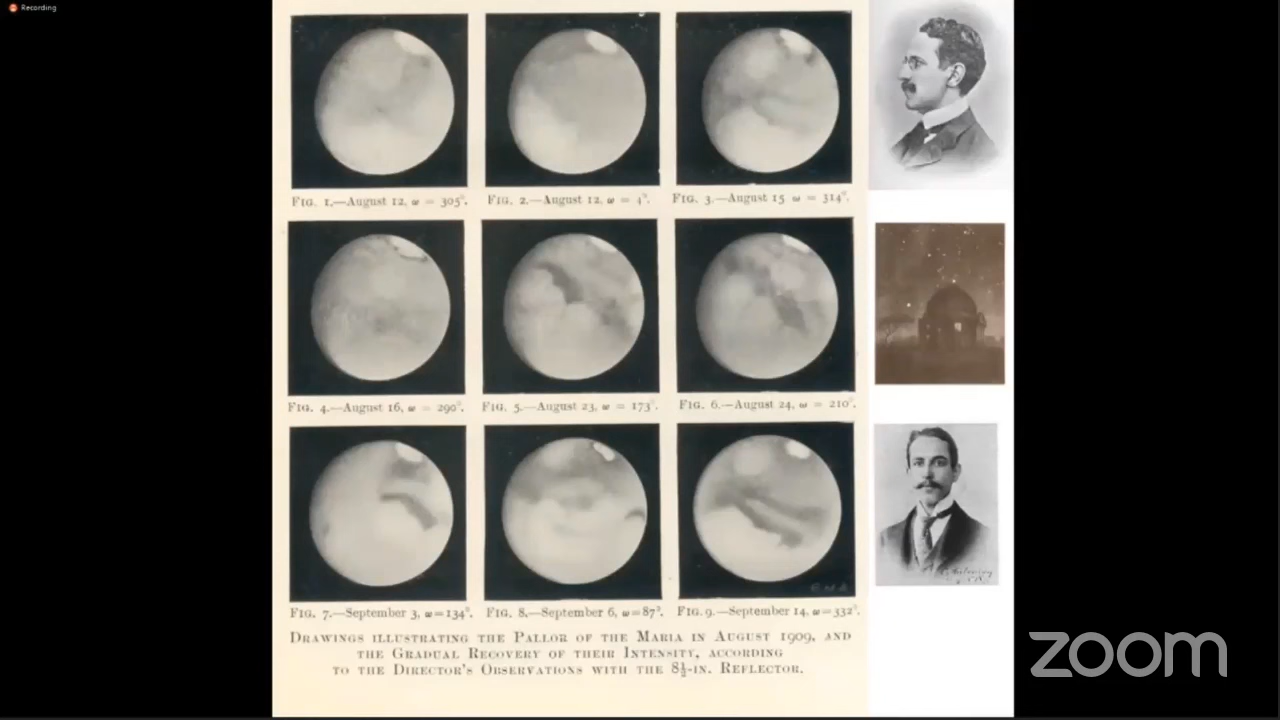 Recording
FIG. 1.—August 12, ω = 305°.
FIG. 2.—August 12, ω = 4°.
FIG. 3.—August 15 ω = 314°.
FIG. 4.—August 16, ω = 290°.
FIG. 5.—August 23, ω = 173°.
FIG. 6.—August 24, ω = 210°.
FIG. 7.—September 3, ω=134°.
FIG. 8.—September 6, ω=87°.
FIG. 9.—September 14, ω=332°.
DRAWINGS ILLUSTRATING THE PALLOR OF THE MARIA IN AUGUST 1909, AND
THE GRADUAL RECOVERY OF THEIR INTENSITY, ACCORDING
TO THE DIRECTOR'S OBSERVATIONS WITH THE 8½-IN. REFLECTOR.
zoom